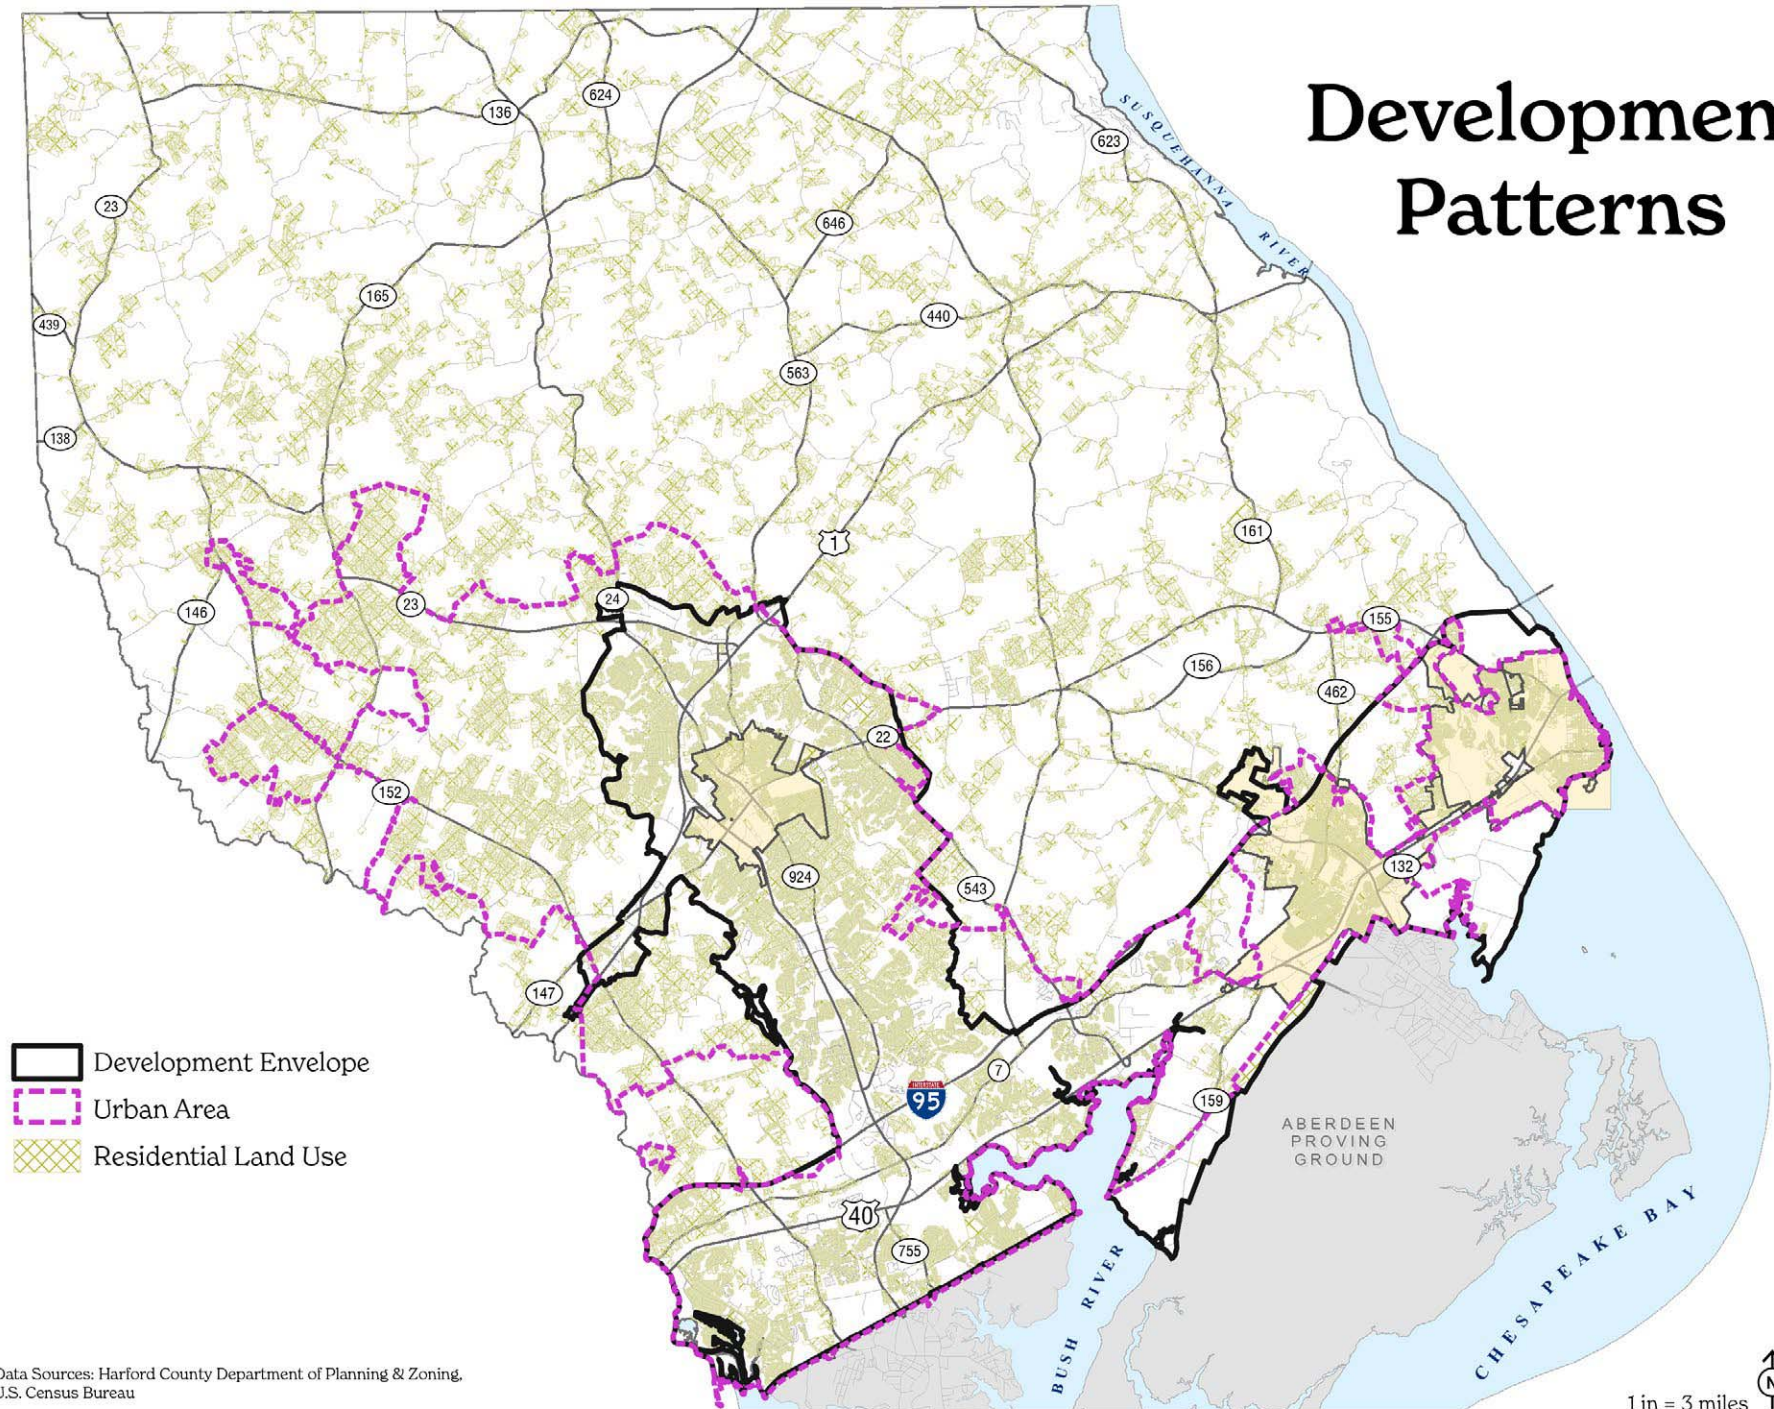 Developmen
Patterns
SUSQUEHANNA RIVER
136
624
623
23
646
165
439
440
563
138
1
161
146
23
24
155
156
462
22
152
132
924
543
147
Development Envelope
Urban Area
Residential Land Use
7
INTERSTATE
95
159
ABERDEEN
PROVING
GROUND
40
755
BUSH RIVER
CHESAPEAKE BAY
Data Sources: Harford County Department of Planning & Zoning,
U.S. Census Bureau
1 in = 3 miles
N